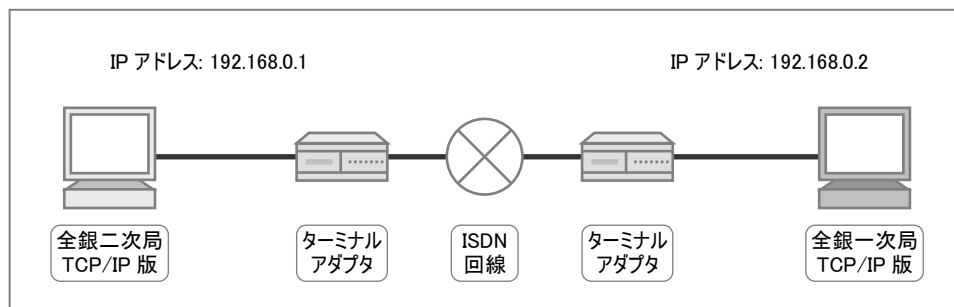 IP アドレス: 192.168.0.1
IP アドレス: 192.168.0.2
全銀二次局
TCP/IP 版
ターミナル
アダプタ
ISDN
回線
ターミナル
アダプタ
全銀一次局
TCP/IP 版